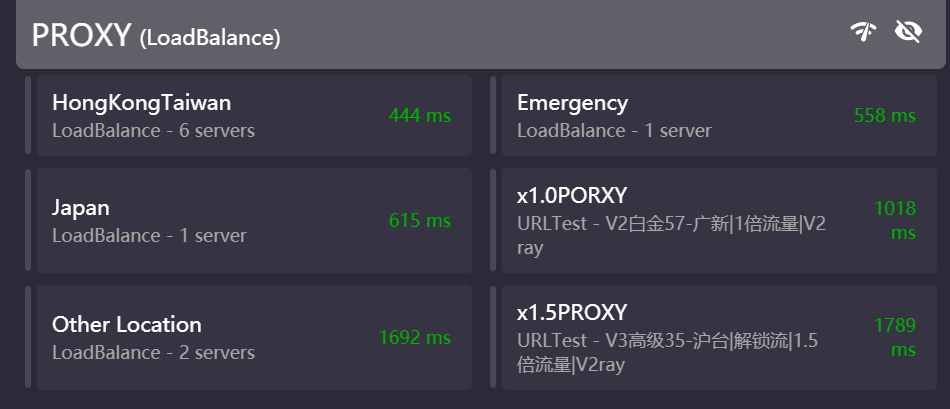 PROXY (LoadBalance)
HongKongTaiwan
LoadBalance - 6 servers
444 ms
Emergency
LoadBalance - 1 server
558 ms
Japan
LoadBalance - 1 server
615 ms
x1.0PORXY
URLTest - V2白金57-广新|1倍流量|V2
ray
1018
ms
Other Location
LoadBalance - 2 servers
1692 ms
x1.5PROXY
URLTest - V3高级35-沪台|解锁流|1.5
倍流量|V2ray
1789
ms